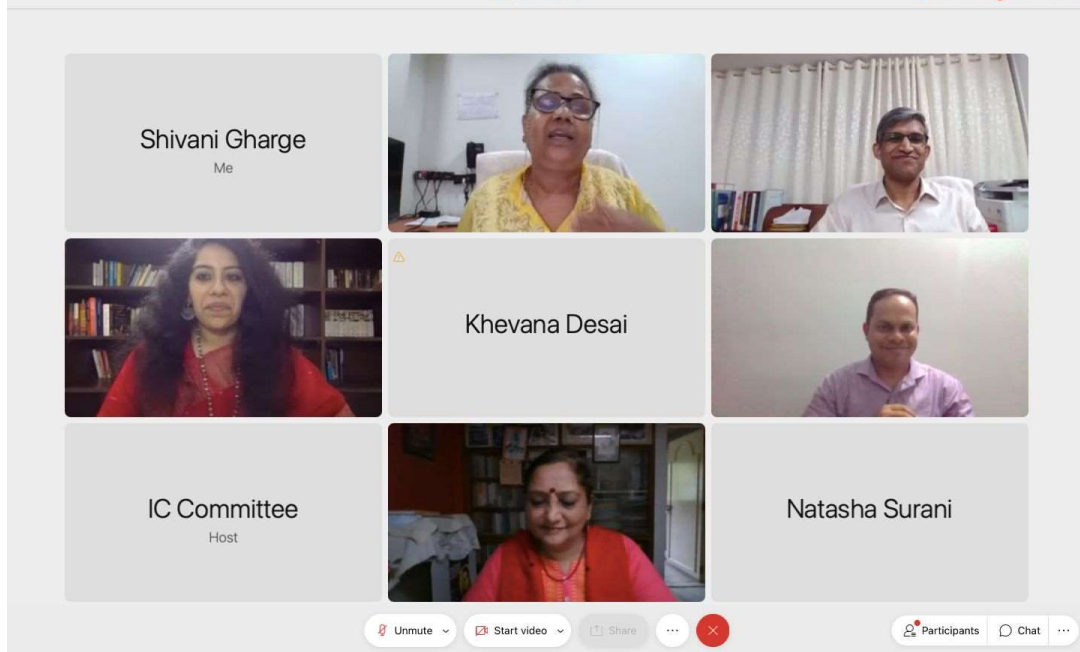 Shivani Gharge
Me
Khevana Desai
IC Committee
Host
Natasha Surani
Unmute
Start video
Share
Participants
Chat